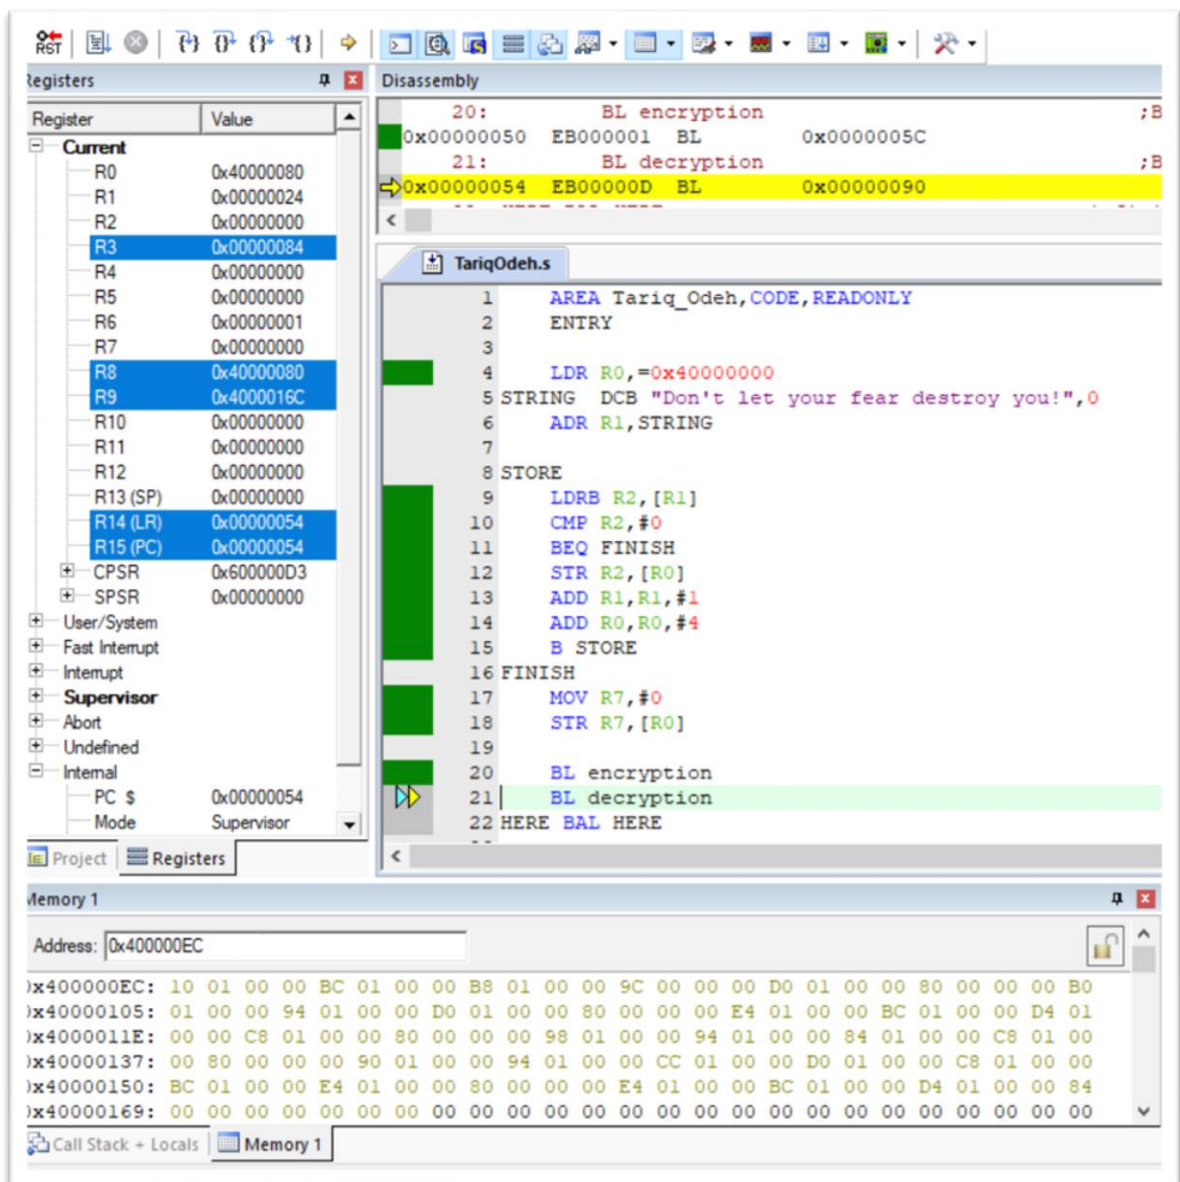 RST
Registers
Register Value
Current
R0 0x40000080
R1 0x00000024
R2 0x00000000
R3 0x00000084
R4 0x00000000
R5 0x00000000
R6 0x00000001
R7 0x00000000
R8 0x40000080
R9 0x4000016C
R10 0x00000000
R11 0x00000000
R12 0x00000000
R13 (SP) 0x00000000
R14 (LR) 0x00000054
R15 (PC) 0x00000054
CPSR 0x600000D3
SPSR 0x00000000
User/System
Fast Interrupt
Interrupt
Supervisor
Abort
Undefined
Internal
PC $ 0x00000054
Mode Supervisor
Project Registers
Disassembly
20: BL encryption ;B
0x00000050 EB000001 BL 0x0000005C
21: BL decryption ;B
0x00000054 EB00000D BL 0x00000090
TariqOdeh.s
1 AREA Tariq_Odeh,CODE,READONLY
2 ENTRY
3
4 LDR R0,=0x40000000
5 STRING DCB "Don't let your fear destroy you!",0
6 ADR R1,STRING
7
8 STORE
9 LDRB R2,[R1]
10 CMP R2,#0
11 BEQ FINISH
12 STR R2,[R0]
13 ADD R1,R1,#1
14 ADD R0,R0,#4
15 B STORE
16 FINISH
17 MOV R7,#0
18 STR R7,[R0]
19
20 BL encryption
21 BL decryption
22 HERE BAL HERE
Memory 1
Address: 0x400000EC
0x400000EC: 10 01 00 00 BC 01 00 00 B8 01 00 00 9C 00 00 00 D0 01 00 00 80 00 00 00 B0
0x40000105: 01 00 00 94 01 00 00 D0 01 00 00 80 00 00 00 E4 01 00 00 BC 01 00 00 D4 01
0x4000011E: 00 00 C8 01 00 00 80 00 00 00 98 01 00 00 94 01 00 00 84 01 00 00 C8 01 00
0x40000137: 00 80 00 00 00 90 01 00 00 94 01 00 00 CC 01 00 00 D0 01 00 00 C8 01 00 00
0x40000150: BC 01 00 00 E4 01 00 00 80 00 00 00 E4 01 00 00 BC 01 00 00 D4 01 00 00 84
0x40000169: 00 00 00 00 00 00 00 00 00 00 00 00 00 00 00 00 00 00 00 00 00 00 00 00 00
Call Stack + Locals Memory 1